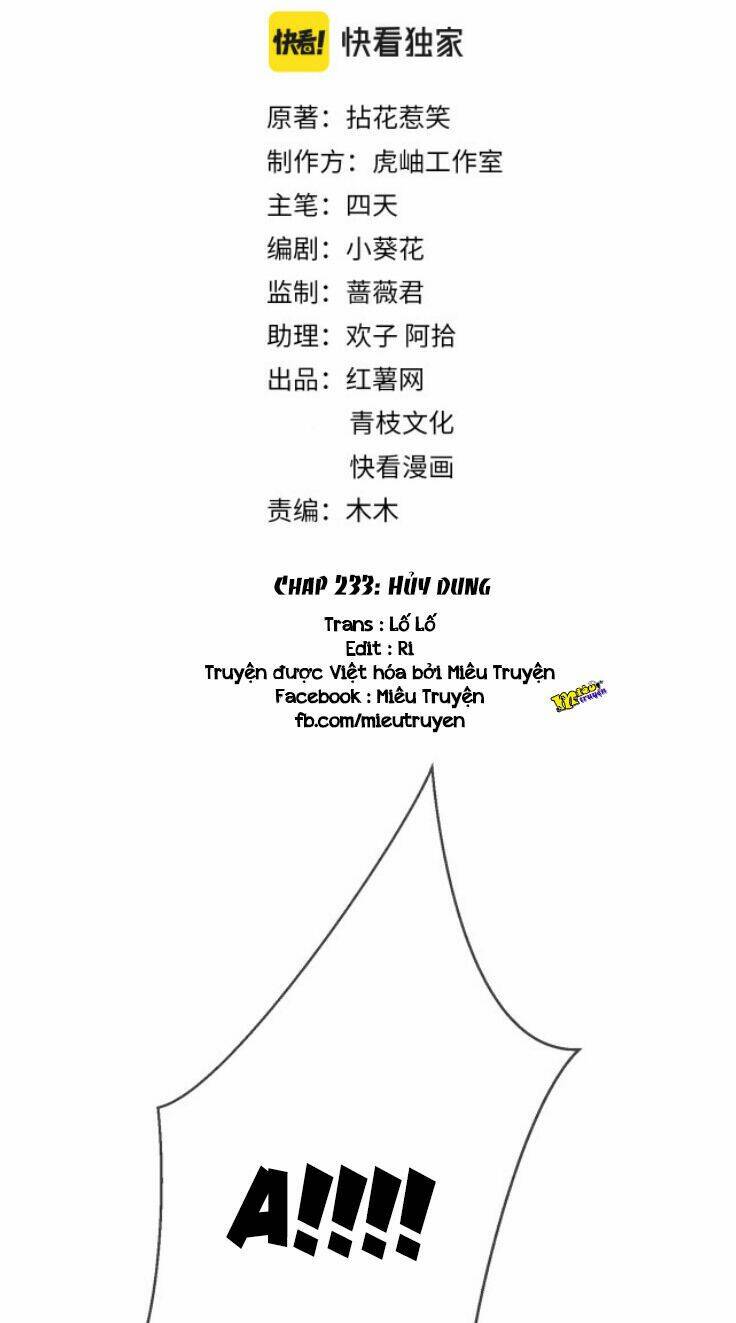 快看! 快看独家
原著：拈花惹笑
制作方：虎岫工作室
主笔：四天
编剧：小葵花
监制：蔷薇君
助理：欢子 阿拾
出品：红薯网
青枝文化
快看漫画
责编：木木
Chap 233: Hủy dung
Trans : Lố Lố
Edit : Ri
Truyện được Việt hóa bởi Miêu Truyện
Facebook : Miêu Truyện
fb.com/mieutruyen
Miêu
truyện
A!!!!